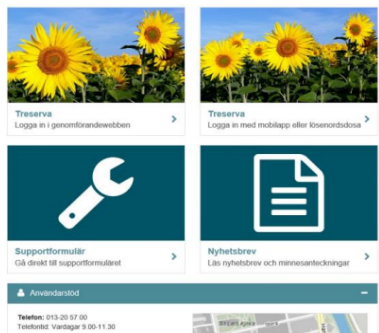 Treserva
Logga in i genomförandewebben
Treserva
Logga in med mobilapp eller lösenordsdosa
Supportformulär
Gå direkt till supportformuläret
Nyhetsbrev
Läs nyhetsbrev och minnesanteckningar
Användarstöd
Telefon: 013-20 57 00
Telefontid: Vardagar 9.00-11.30